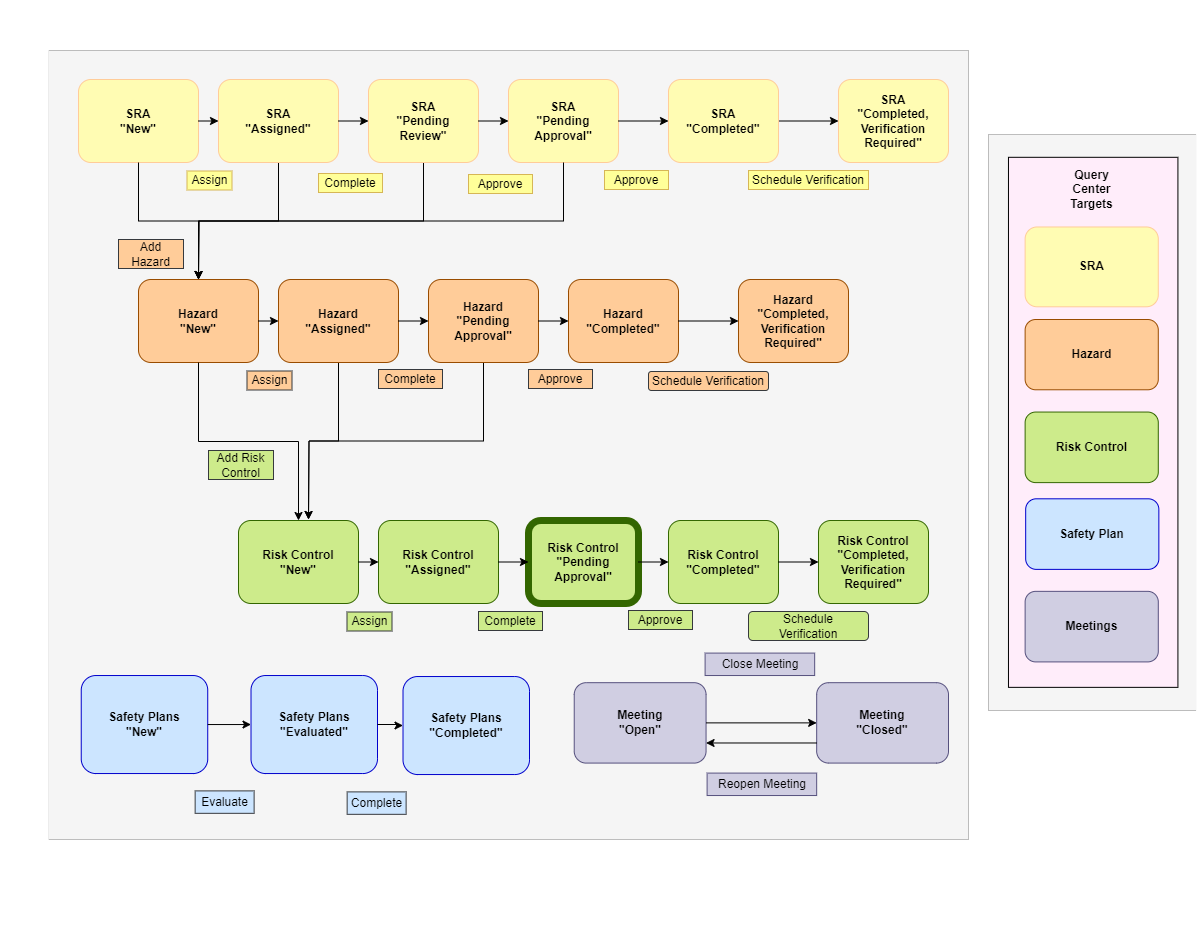 SRA
"New"
SRA
"Assigned"
SRA
"Pending
Review"
SRA
"Pending
Approval"
SRA
"Completed"
SRA
"Completed,
Verification
Required"
Assign
Complete
Approve
Approve
Schedule Verification
Add
Hazard
Hazard
"New"
Hazard
"Assigned"
Hazard
"Pending
Approval"
Hazard
"Completed"
Hazard
"Completed,
Verification
Required"
Assign
Complete
Approve
Schedule Verification
Add Risk
Control
Risk Control
"New"
Risk Control
"Assigned"
Risk Control
"Pending
Approval"
Risk Control
"Completed"
Risk Control
"Completed,
Verification
Required"
Assign
Complete
Approve
Schedule
Verification
Safety Plans
"New"
Safety Plans
"Evaluated"
Safety Plans
"Completed"
Evaluate
Complete
Close Meeting
Meeting
"Open"
Meeting
"Closed"
Reopen Meeting
Query
Center
Targets
SRA
Hazard
Risk Control
Safety Plan
Meetings